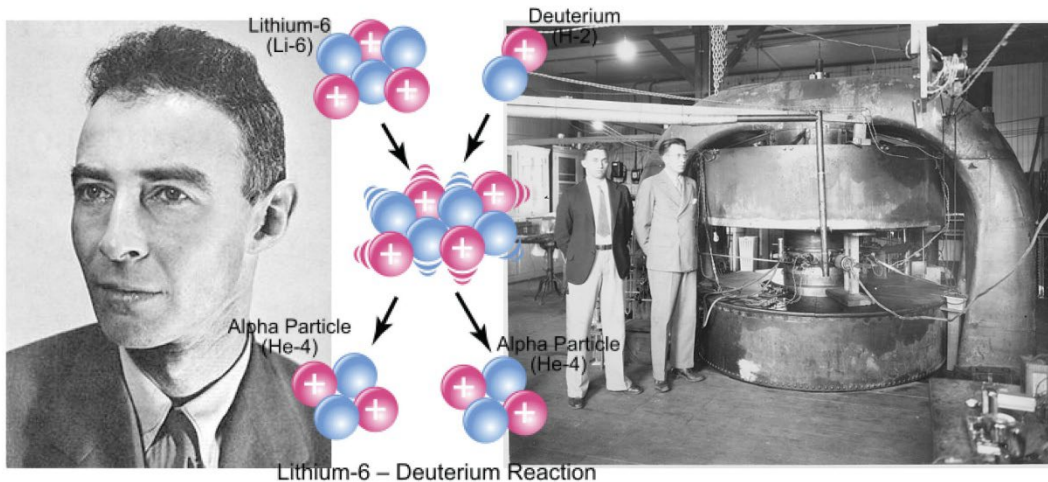 Lithium-6
(Li-6)
Deuterium
(H-2)
Alpha Particle
(He-4)
Alpha Particle
(He-4)
Lithium-6 – Deuterium Reaction